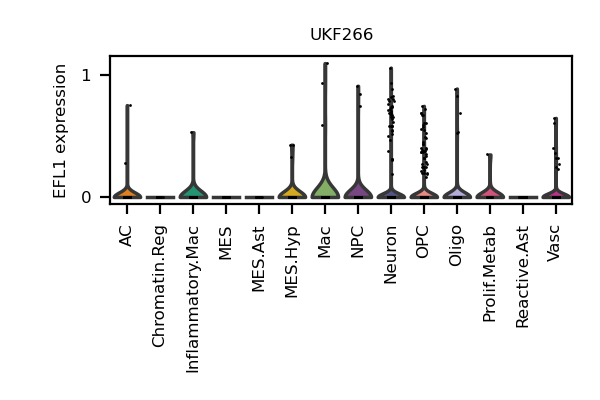 UKF266
EFL1 expression
1
0
AC
Chromatin.Reg
Inflammatory.Mac
MES
MES.Ast
MES.Hyp
Mac
NPC
Neuron
OPC
Oligo
Prolif.Metab
Reactive.Ast
Vasc